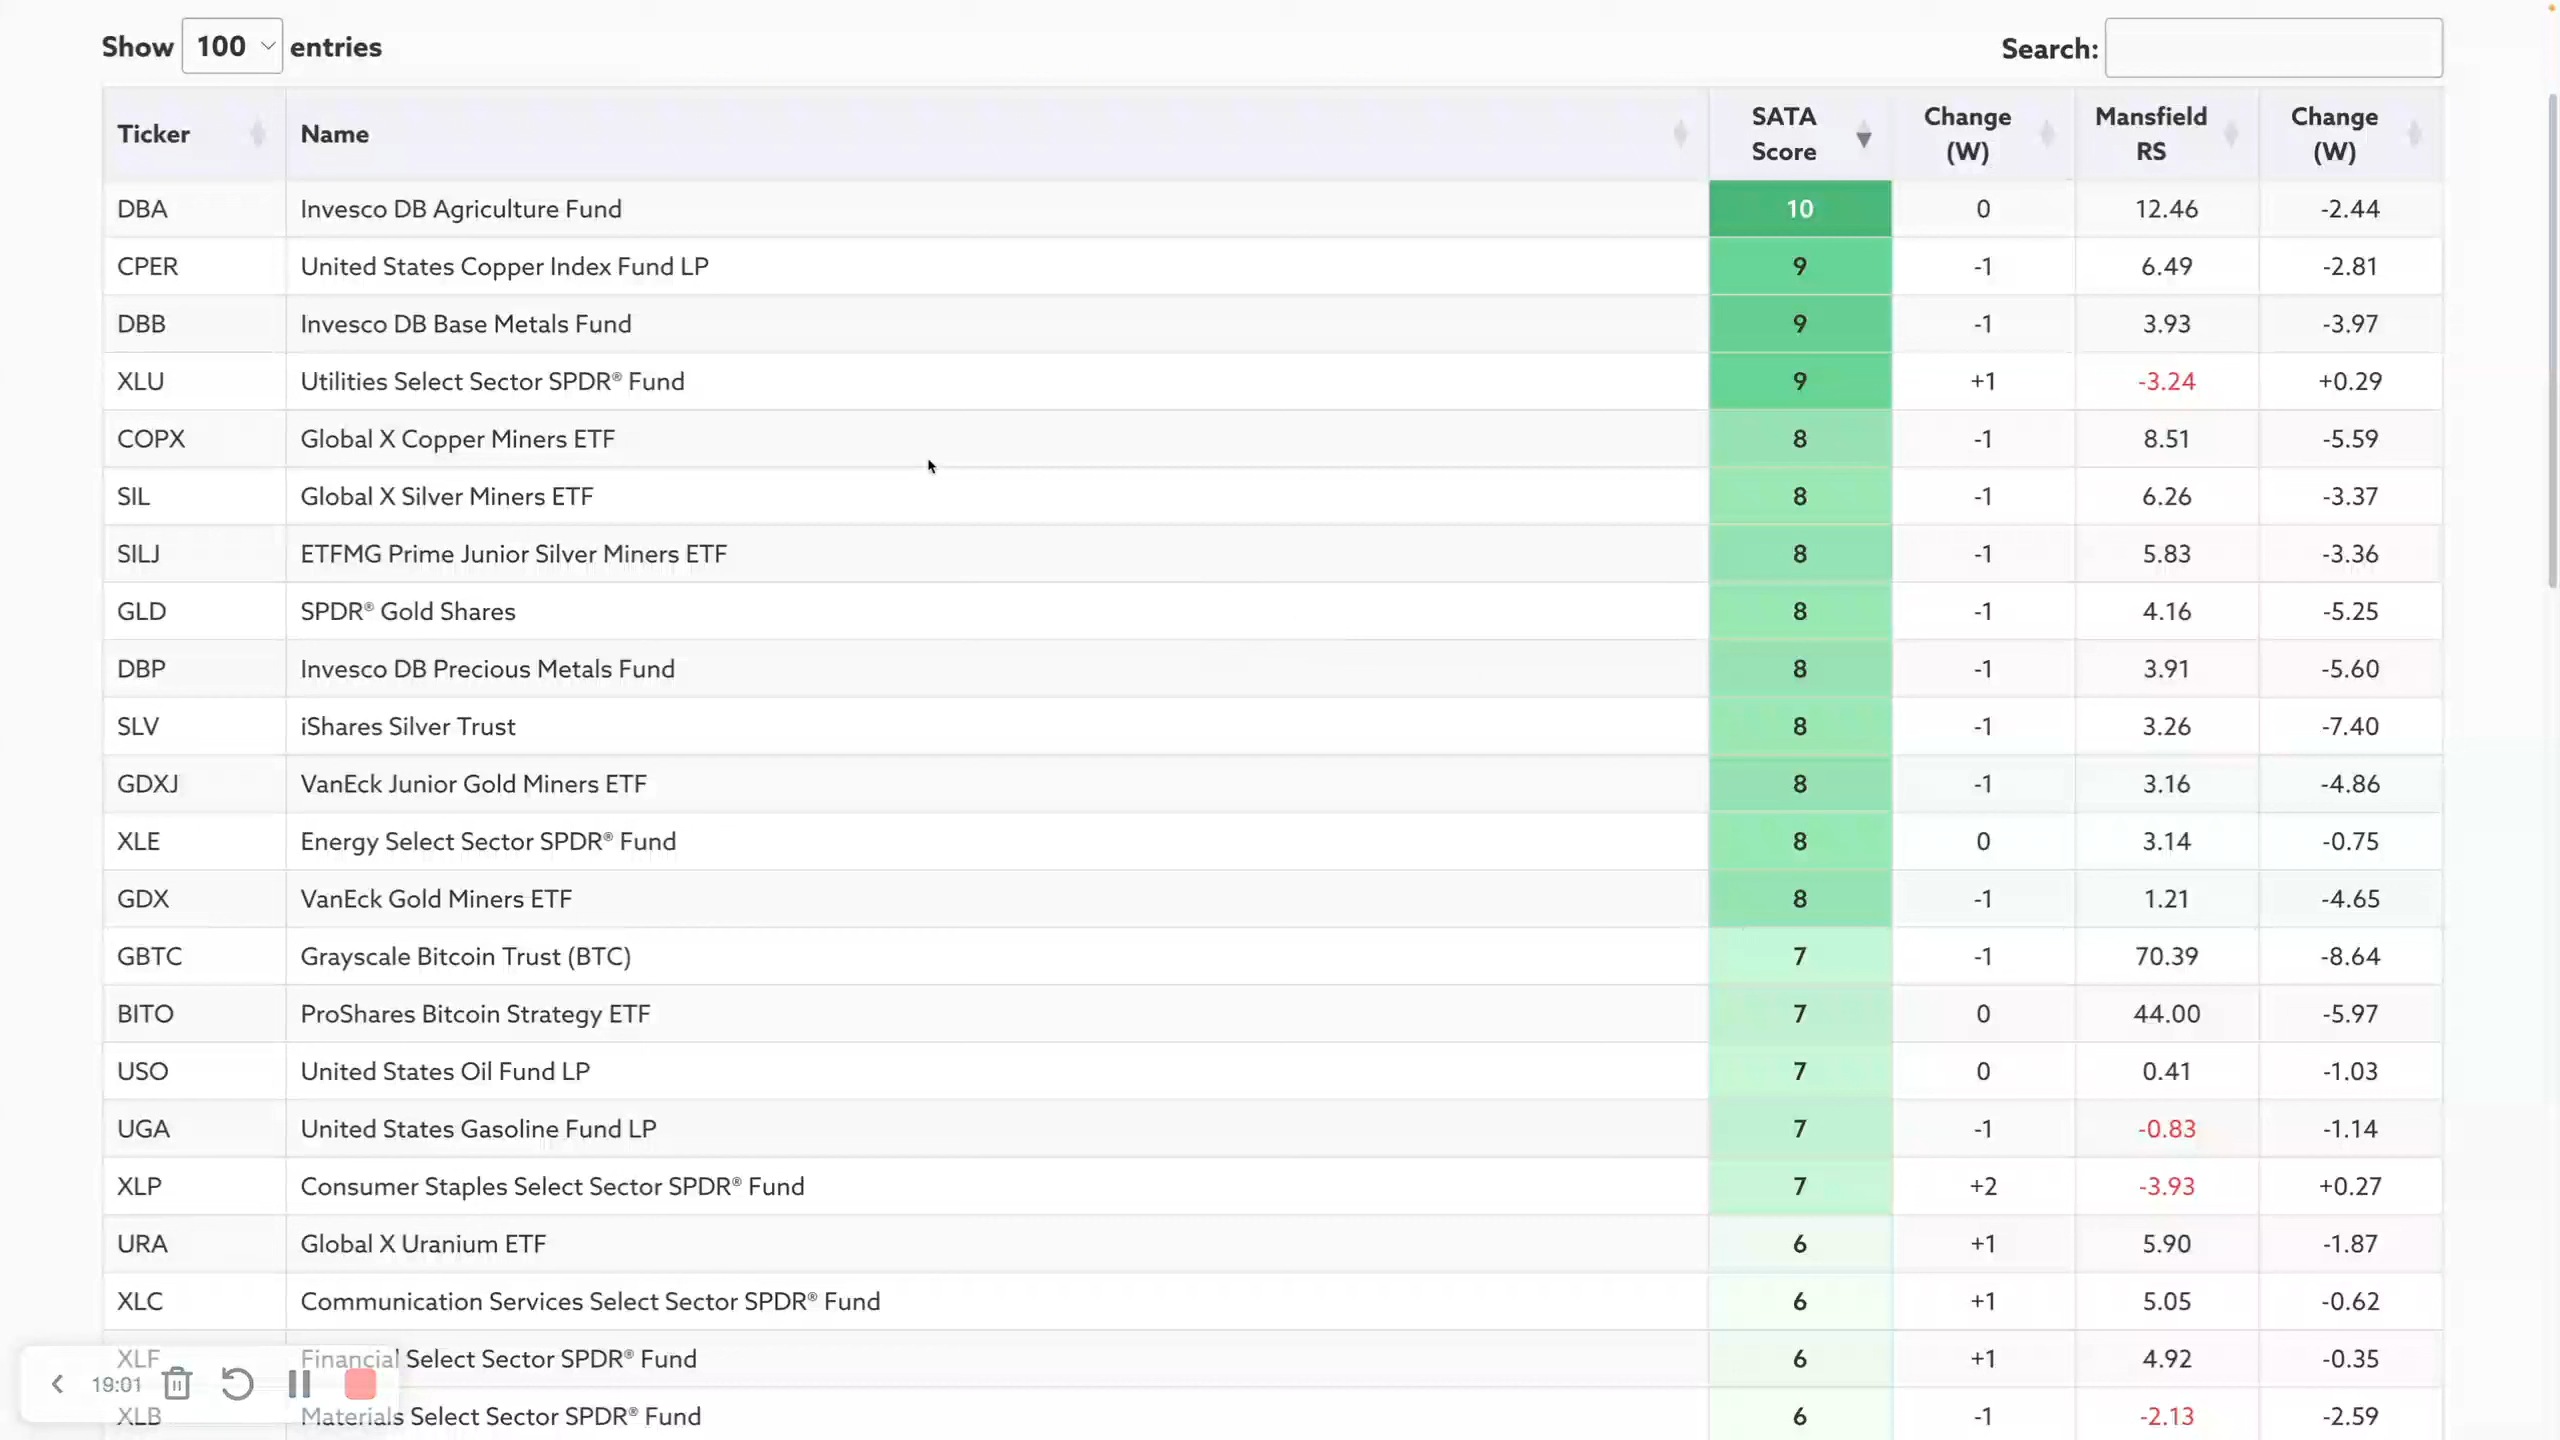 Show 100 entries Search:
Ticker Name SATA Score Change (W) Mansfield RS Change (W)
DBA Invesco DB Agriculture Fund 10 0 12.46 -2.44
CPER United States Copper Index Fund LP 9 -1 6.49 -2.81
DBB Invesco DB Base Metals Fund 9 -1 3.93 -3.97
XLU Utilities Select Sector SPDR® Fund 9 +1 -3.24 +0.29
COPX Global X Copper Miners ETF 8 -1 8.51 -5.59
SIL Global X Silver Miners ETF 8 -1 6.26 -3.37
SILJ ETFMG Prime Junior Silver Miners ETF 8 -1 5.83 -3.36
GLD SPDR® Gold Shares 8 -1 4.16 -5.25
DBP Invesco DB Precious Metals Fund 8 -1 3.91 -5.60
SLV iShares Silver Trust 8 -1 3.26 -7.40
GDXJ VanEck Junior Gold Miners ETF 8 -1 3.16 -4.86
XLE Energy Select Sector SPDR® Fund 8 0 3.14 -0.75
GDX VanEck Gold Miners ETF 8 -1 1.21 -4.65
GBTC Grayscale Bitcoin Trust (BTC) 7 -1 70.39 -8.64
BITO ProShares Bitcoin Strategy ETF 7 0 44.00 -5.97
USO United States Oil Fund LP 7 0 0.41 -1.03
UGA United States Gasoline Fund LP 7 -1 -0.83 -1.14
XLP Consumer Staples Select Sector SPDR® Fund 7 +2 -3.93 +0.27
URA Global X Uranium ETF 6 +1 5.90 -1.87
XLC Communication Services Select Sector SPDR® Fund 6 +1 5.05 -0.62
XLF Financial Select Sector SPDR® Fund 6 +1 4.92 -0.35
19:01
XLB Materials Select Sector SPDR® Fund 6 -1 -2.13 -2.59